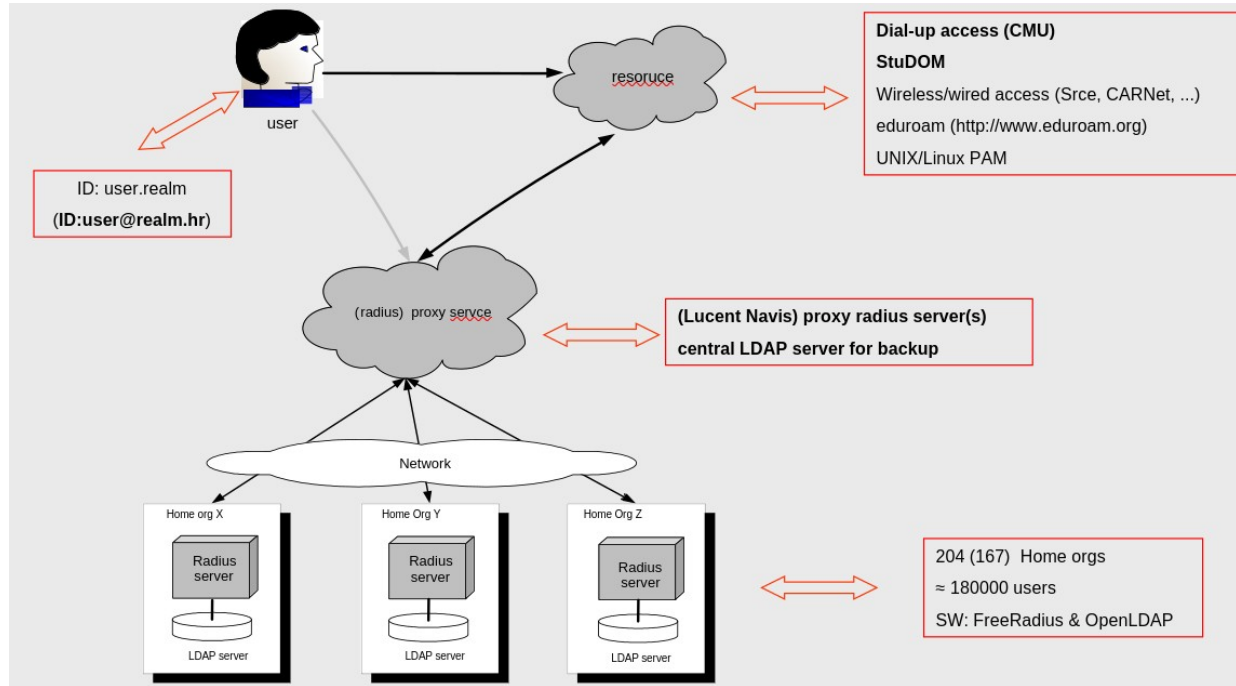 user
resoruce
Dial-up access (CMU)
StuDOM
Wireless/wired access (Srce, CARNet, ...)
eduroam (http://www.eduroam.org)
UNIX/Linux PAM
ID: user.realm
(ID:user@realm.hr)
(radius) proxy servce
(Lucent Navis) proxy radius server(s)
central LDAP server for backup
Network
Home org X
Radius
server
LDAP server
Home Org Y
Radius
server
LDAP server
Home Org Z
Radius
server
LDAP server
204 (167) Home orgs
≈ 180000 users
SW: FreeRadius & OpenLDAP